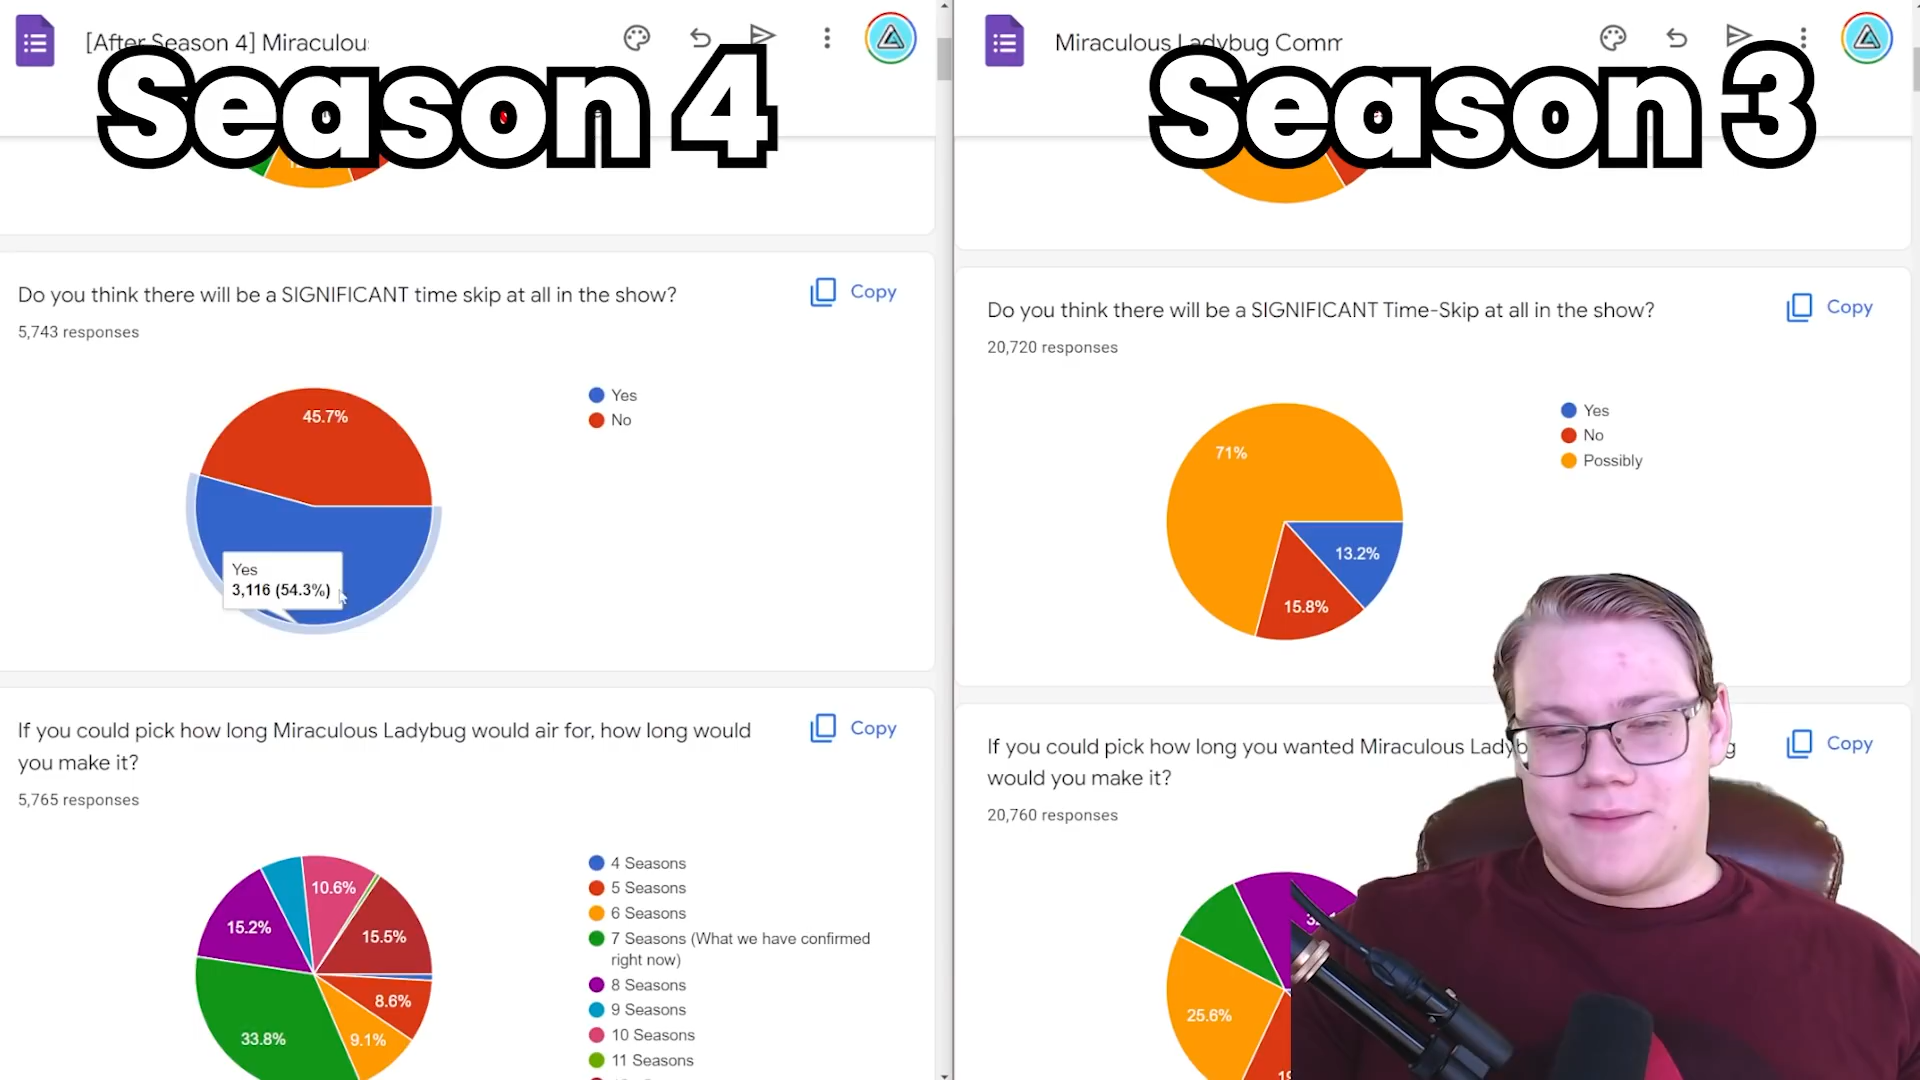 [After Season 4] Miraculou
Season 4
Do you think there will be a SIGNIFICANT time skip at all in the show?
Copy
5,743 responses
45.7%
Yes
No
Yes
3,116 (54.3%)
If you could pick how long Miraculous Ladybug would air for, how long would
you make it?
Copy
5,765 responses
10.6%
15.2%
15.5%
8.6%
33.8%
9.1%
4 Seasons
5 Seasons
6 Seasons
7 Seasons (What we have confirmed
right now)
8 Seasons
9 Seasons
10 Seasons
11 Seasons
Miraculous Ladybug Comm
Season 3
Do you think there will be a SIGNIFICANT Time-Skip at all in the show?
Copy
20,720 responses
71%
13.2%
15.8%
Yes
No
Possibly
If you could pick how long you wanted Miraculous Ladyb
would you make it?
Copy
20,760 responses
25.6%